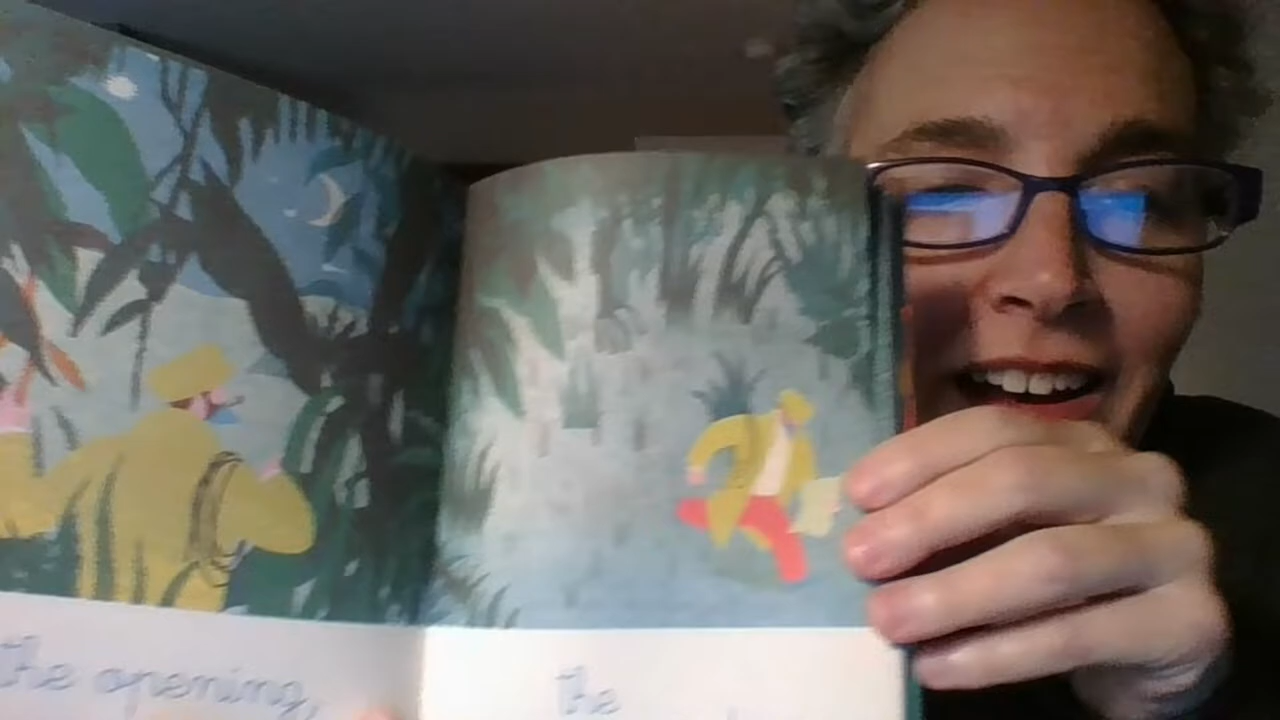 the opening,
the